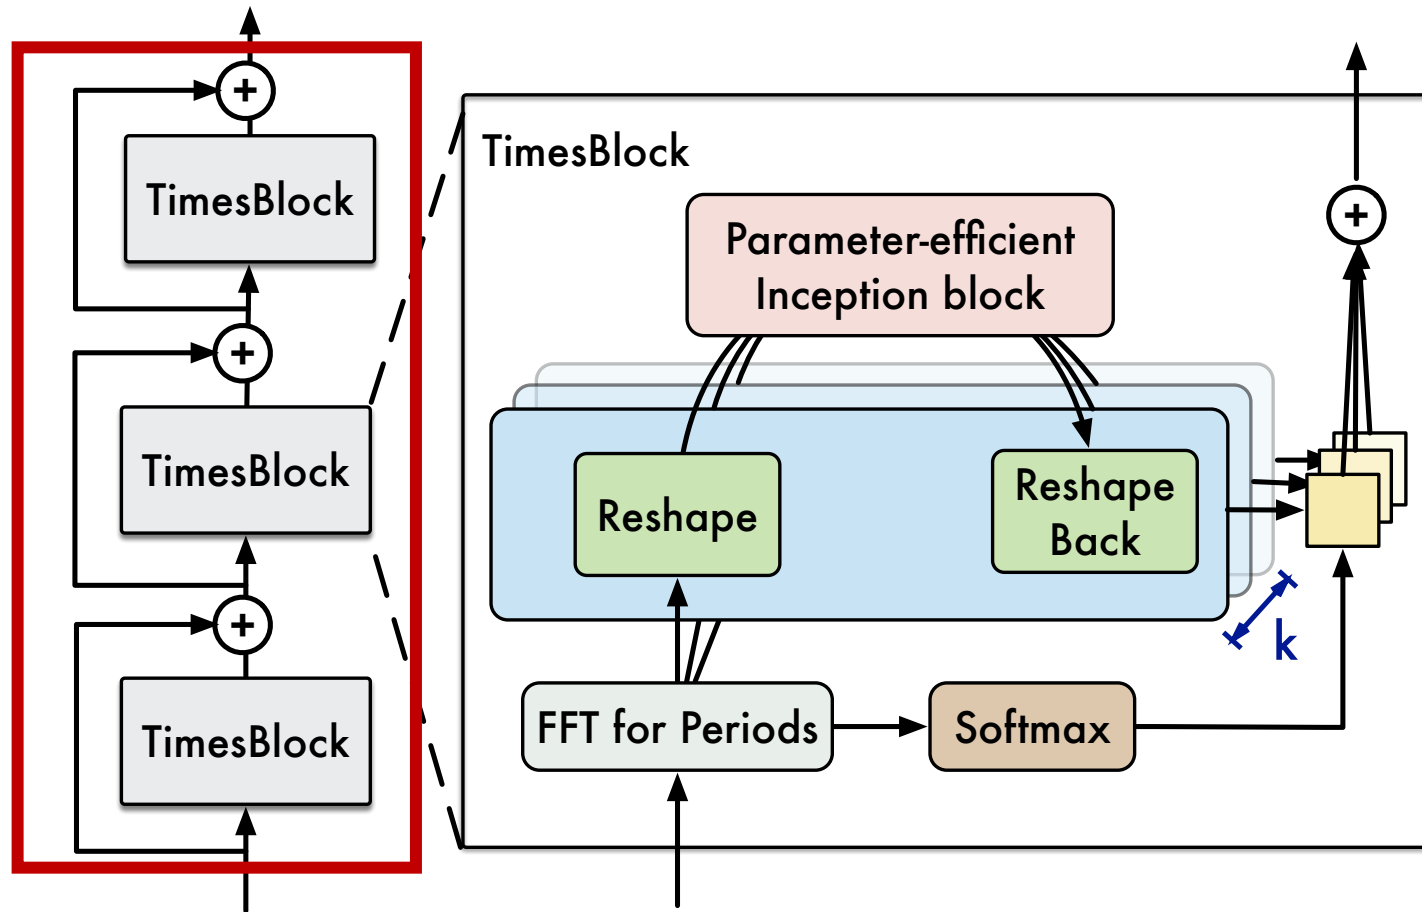 +
TimesBlock
+
TimesBlock
+
TimesBlock
TimesBlock
Parameter-efficient
Inception block
+
Reshape
Reshape
Back
k
FFT for Periods
Softmax